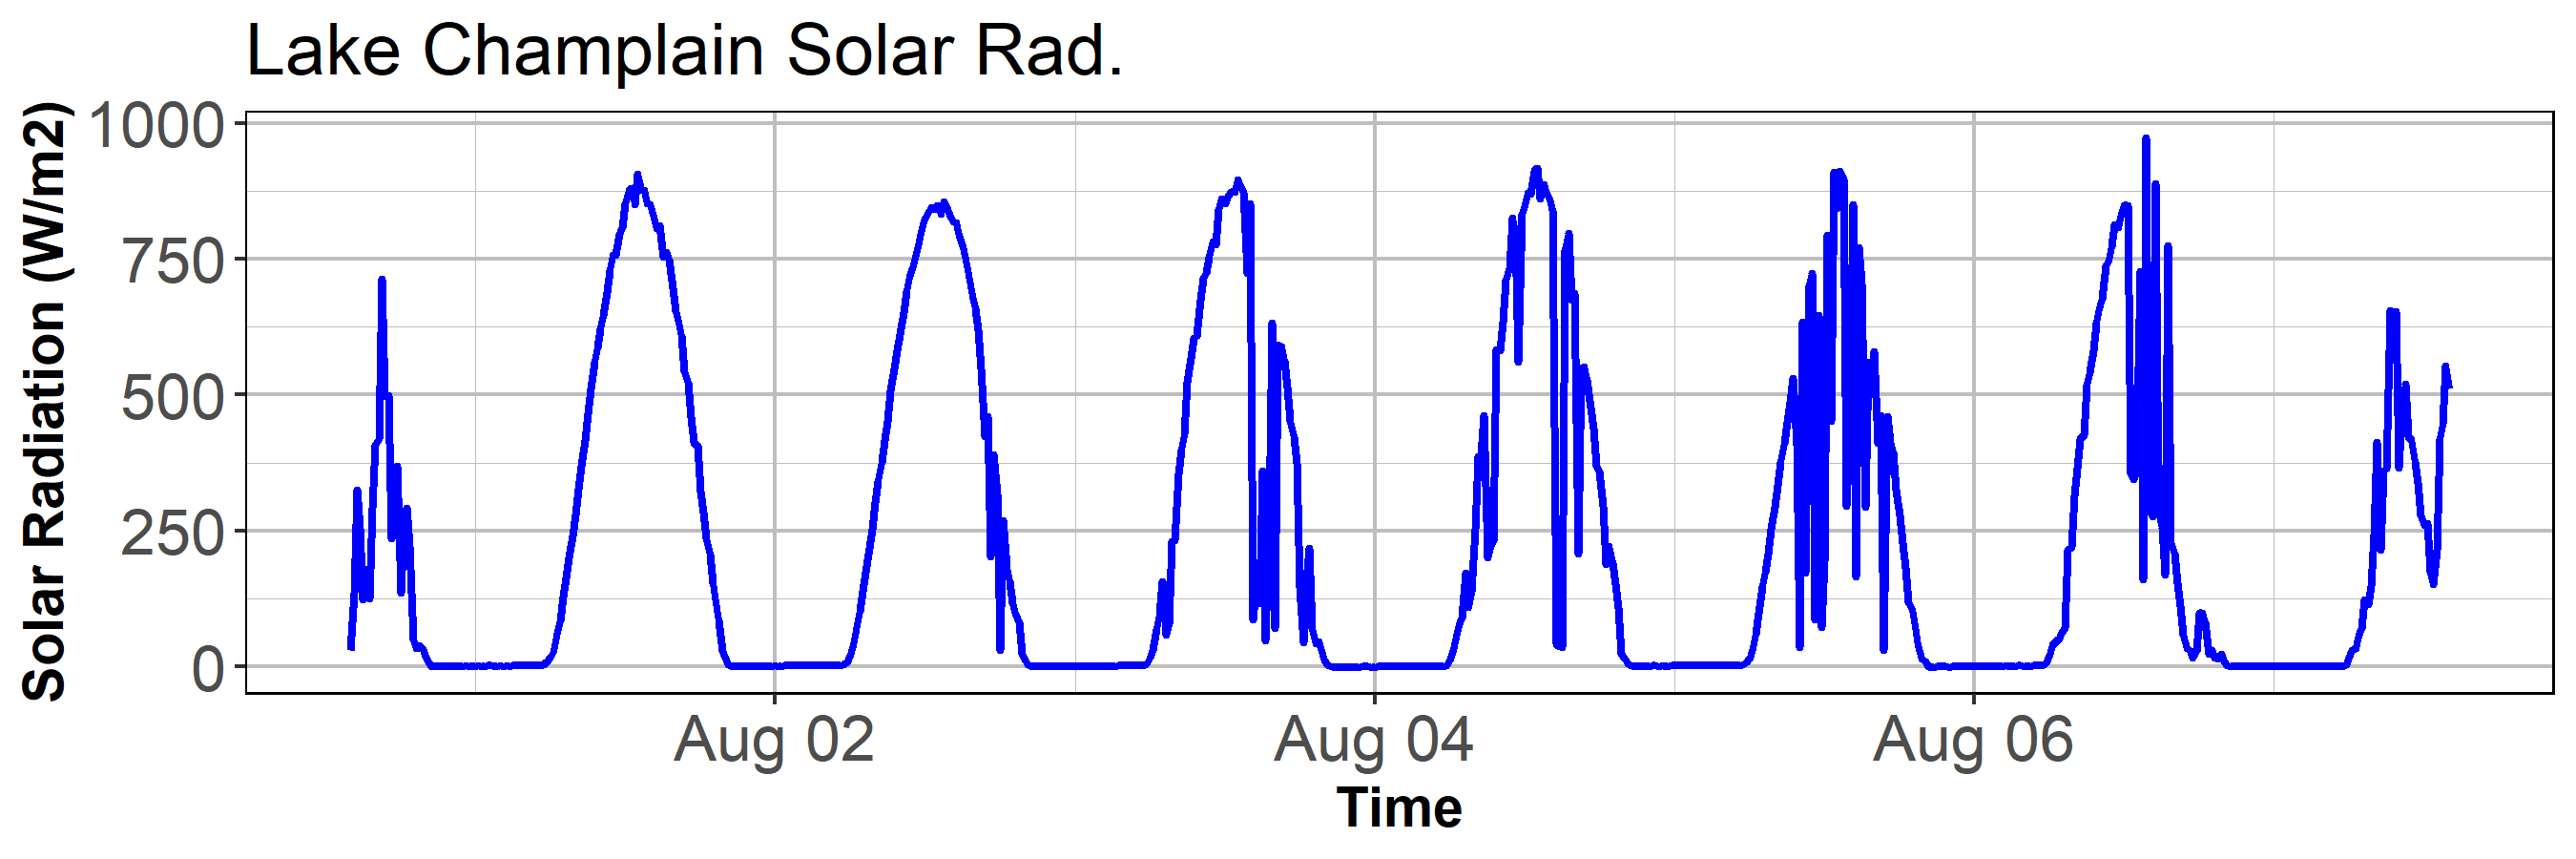 Lake Champlain Solar Rad.
Solar Radiation (W/m2)
1000
750
500
250
0
Aug 02
Aug 04
Aug 06
Time